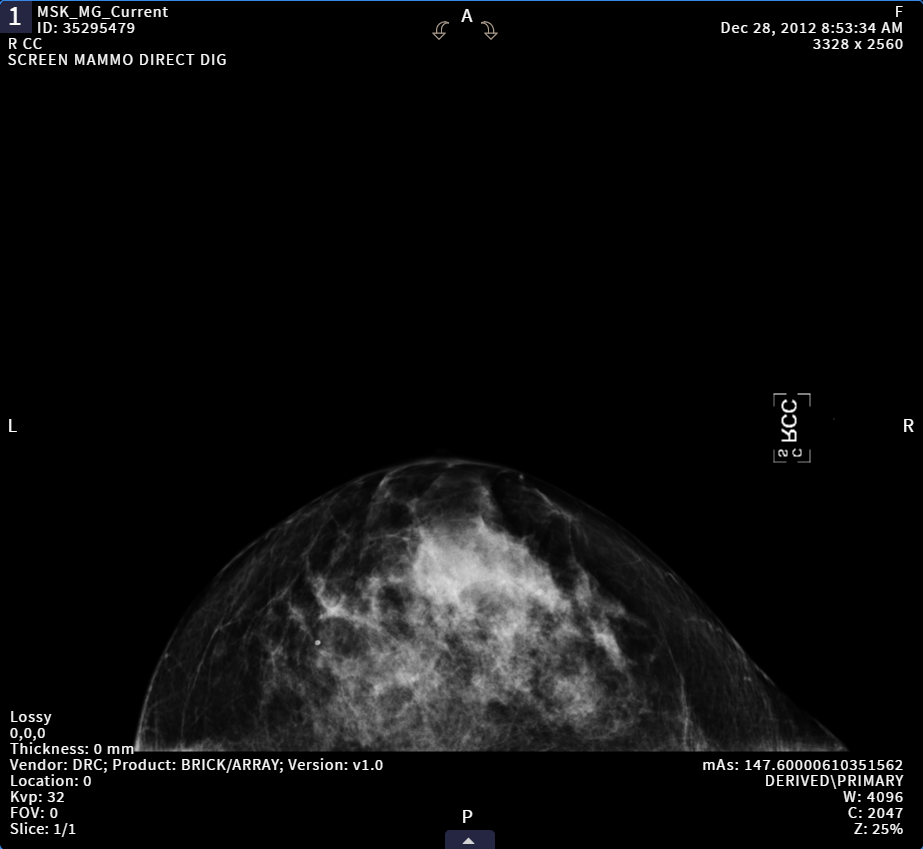 1
MSK_MG_Current
ID: 35295479
R CC
SCREEN MAMMO DIRECT DIG
A
F
Dec 28, 2012 8:53:34 AM
3328 x 2560
L
R
RCC
S C
Lossy
0,0,0
Thickness: 0 mm
Vendor: DRC; Product: BRICK/ARRAY; Version: v1.0
Location: 0
Kvp: 32
FOV: 0
Slice: 1/1
P
mAs: 147.60000610351562
DERIVED\PRIMARY
W: 4096
C: 2047
Z: 25%